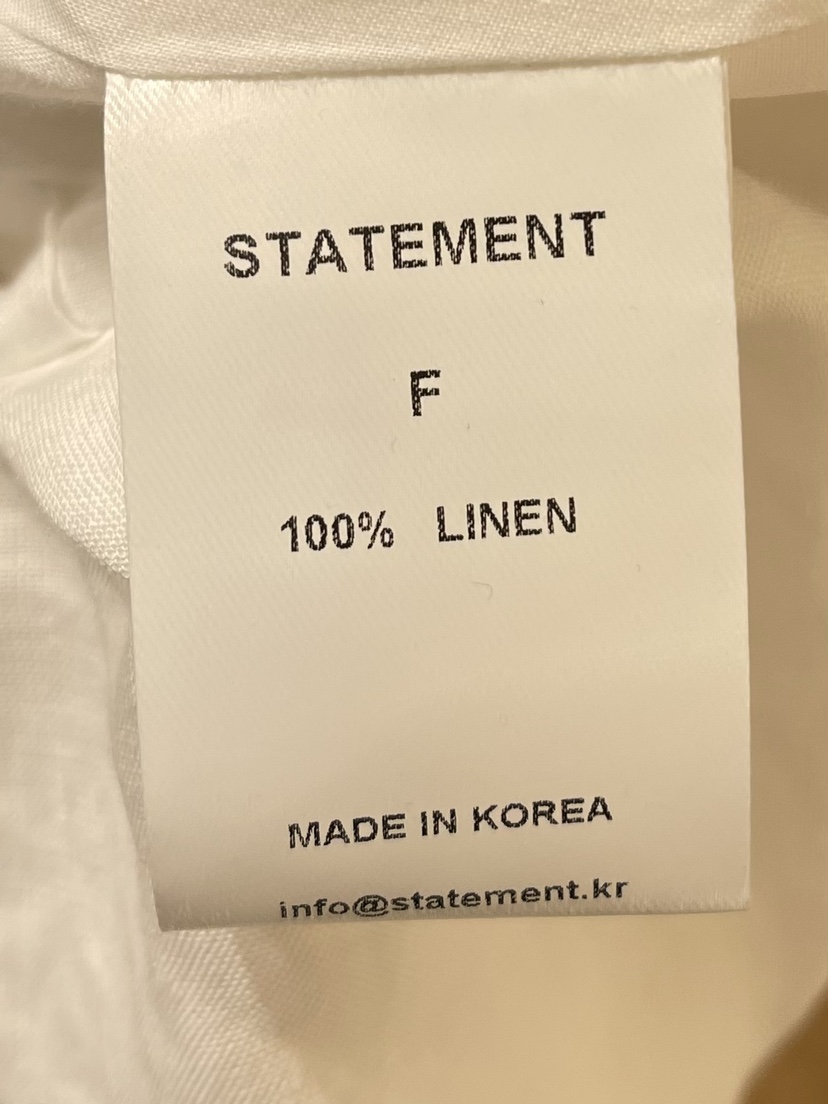 STATEMENT
F
100% LINEN
MADE IN KOREA
info@statement.kr